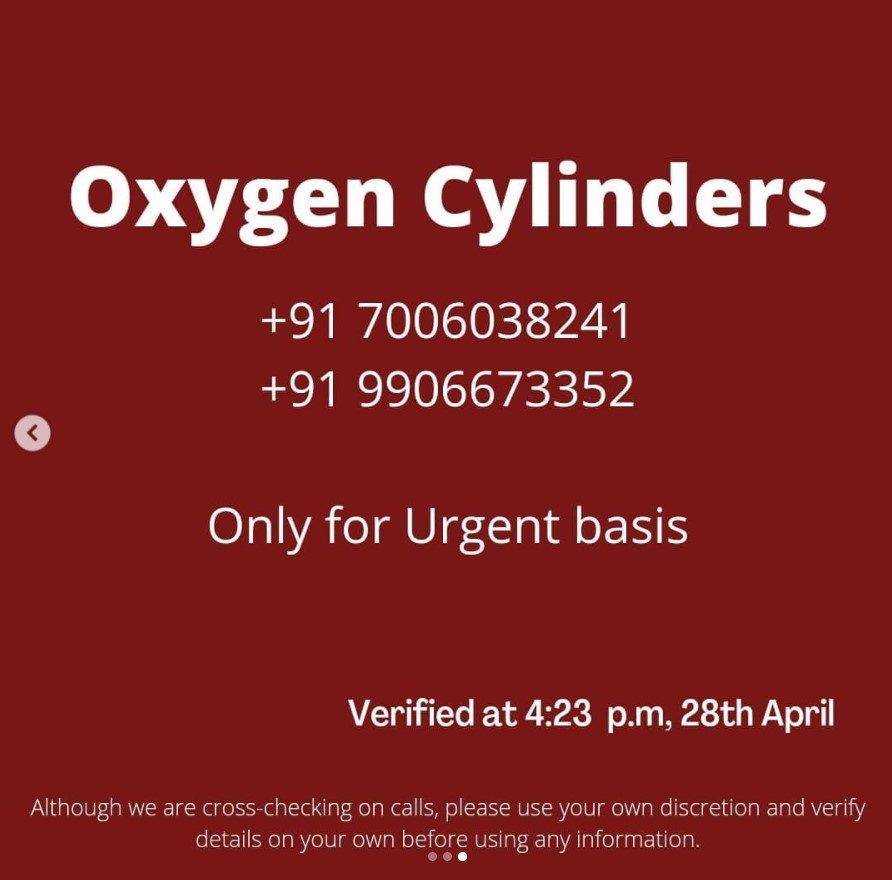 Oxygen Cylinders
+91 7006038241
+91 9906673352
Only for Urgent basis
Verified at 4:23 p.m, 28th April
Although we are cross-checking on calls, please use your own discretion and verify
details on your own before using any information.